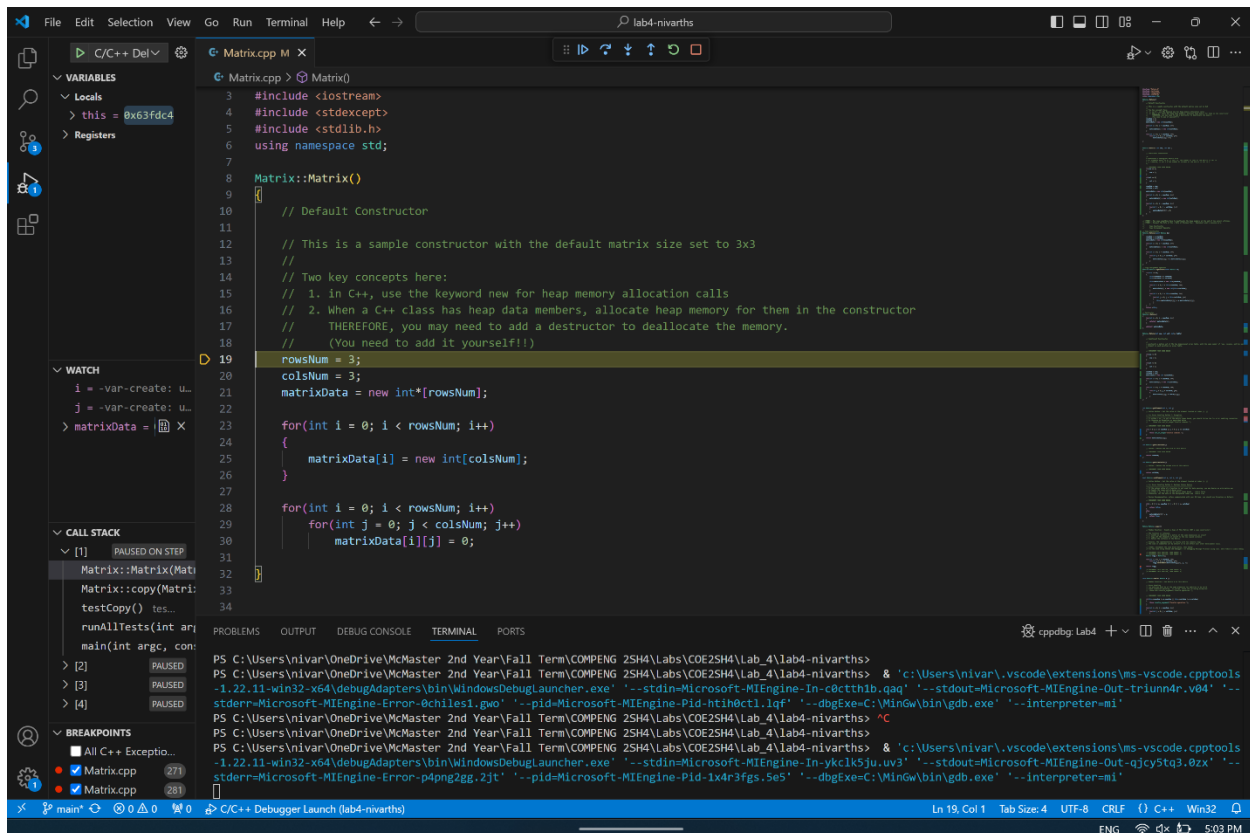 File Edit Selection View Go Run Terminal Help
lab4-nivarths
C/C++ Del
Matrix.cpp M
Matrix.cpp > Matrix()
VARIABLES
Locals
this = 0x63fdc4
Registers
3 #include <iostream>
4 #include <stdexcept>
5 #include <stdlib.h>
6 using namespace std;
7
8 Matrix::Matrix()
9 {
10 // Default Constructor
11
12 // This is a sample constructor with the default matrix size set to 3x3
13 //
14 // Two key concepts here:
15 // 1. in C++, use the keyword new for heap memory allocation calls
16 // 2. When a C++ class has heap data members, allocate heap memory for them in the constructor
17 // THEREFORE, you may need to add a destructor to deallocate the memory.
18 // (You need to add it yourself!!)
19 rowsNum = 3;
20 colsNum = 3;
21 matrixData = new int*[rowsNum];
22
23 for(int i = 0; i < rowsNum; i++)
24 {
25 matrixData[i] = new int[colsNum];
26 }
27
28 for(int i = 0; i < rowsNum; i++)
29 for(int j = 0; j < colsNum; j++)
30 matrixData[i][j] = 0;
31
32 }
33
34
WATCH
i = -var-create: u...
j = -var-create: u...
matrixData =
CALL STACK
[1] PAUSED ON STEP
Matrix::Matrix(Mat
Matrix::copy(Matri
testCopy() tes...
runAllTests(int ar
main(int argc, con
[2] PAUSED
[3] PAUSED
[4] PAUSED
BREAKPOINTS
All C++ Exceptio...
Matrix.cpp 271
Matrix.cpp 281
3
1
1
PROBLEMS OUTPUT DEBUG CONSOLE TERMINAL PORTS
cppdbg: Lab4
PS C:\Users\nivar\OneDrive\McMaster 2nd Year\Fall Term\COMPENG 2SH4\Labs\COE2SH4\Lab_4\lab4-nivarths>
PS C:\Users\nivar\OneDrive\McMaster 2nd Year\Fall Term\COMPENG 2SH4\Labs\COE2SH4\Lab_4\lab4-nivarths> & 'c:\Users\nivar\.vscode\extensions\ms-vscode.cpptools
-1.22.11-win32-x64\debugAdapters\bin\WindowsDebugLauncher.exe' '--stdin=Microsoft-MIEngine-In-c0ctth1b.qaq' '--stdout=Microsoft-MIEngine-Out-triunn4r.v04' '--
stderr=Microsoft-MIEngine-Error-0chiles1.gwo' '--pid=Microsoft-MIEngine-Pid-htih0ctl.lqf' '--dbgExe=C:\MinGw\bin\gdb.exe' '--interpreter=mi'
PS C:\Users\nivar\OneDrive\McMaster 2nd Year\Fall Term\COMPENG 2SH4\Labs\COE2SH4\Lab_4\lab4-nivarths> ^C
PS C:\Users\nivar\OneDrive\McMaster 2nd Year\Fall Term\COMPENG 2SH4\Labs\COE2SH4\Lab_4\lab4-nivarths>
PS C:\Users\nivar\OneDrive\McMaster 2nd Year\Fall Term\COMPENG 2SH4\Labs\COE2SH4\Lab_4\lab4-nivarths> & 'c:\Users\nivar\.vscode\extensions\ms-vscode.cpptools
-1.22.11-win32-x64\debugAdapters\bin\WindowsDebugLauncher.exe' '--stdin=Microsoft-MIEngine-In-ykclk5ju.uv3' '--stdout=Microsoft-MIEngine-Out-qjcy5tq3.0zx' '--
stderr=Microsoft-MIEngine-Error-p4png2gg.2jt' '--pid=Microsoft-MIEngine-Pid-1x4r3fgs.5e5' '--dbgExe=C:\MinGw\bin\gdb.exe' '--interpreter=mi'
main* 0 0 0 C/C++ Debugger Launch (lab4-nivarths)
Ln 19, Col 1 Tab Size: 4 UTF-8 CRLF {} C++ Win32
ENG 5:03 PM